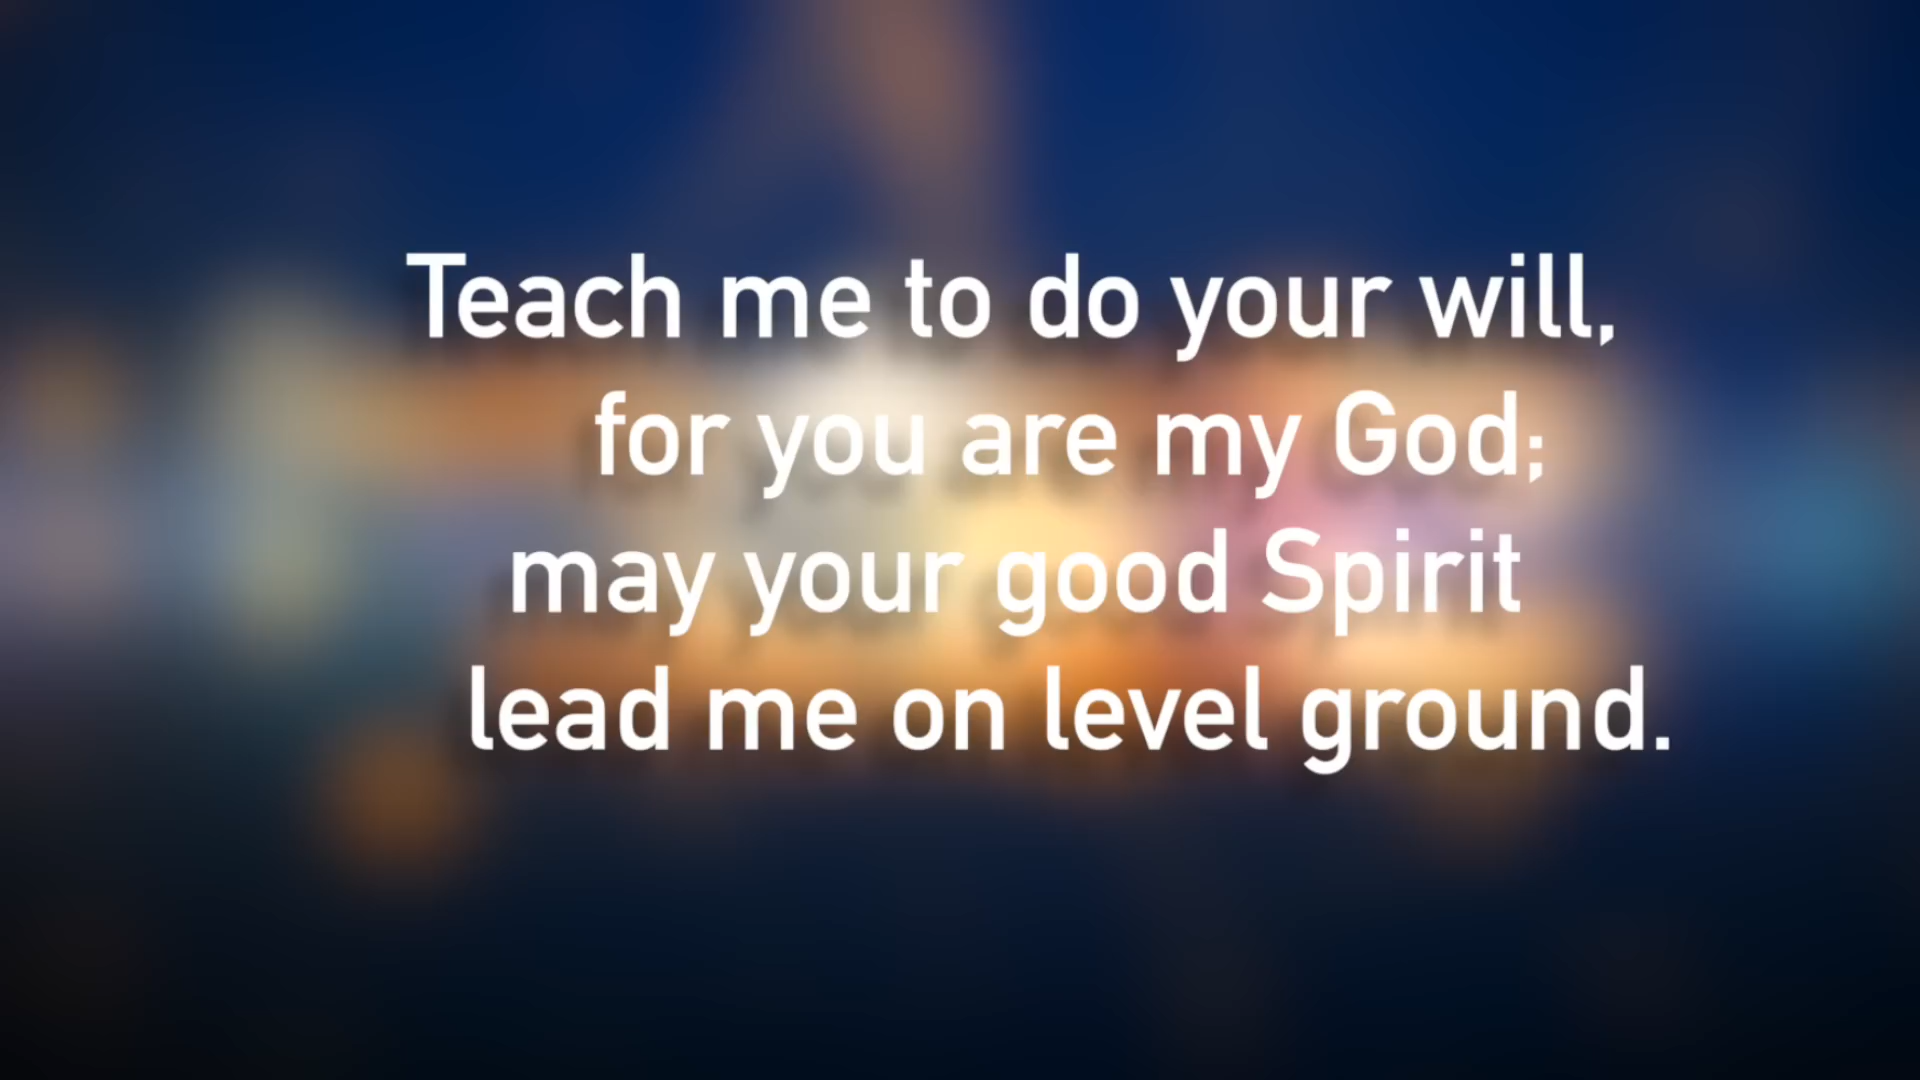 Teach me to do your will,
for you are my God;
may your good Spirit
lead me on level ground.